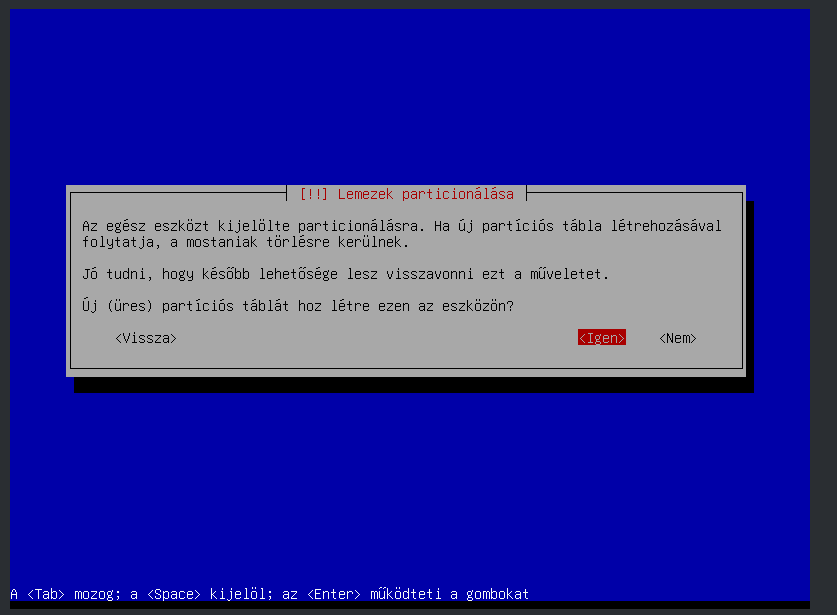 [!!] Lemezek particionálása
Az egész eszközt kijelölte particionálásra. Ha új partíciós tábla létrehozásával
folytatja, a mostaniak törlésre kerülnek.
Jó tudni, hogy később lehetősége lesz visszavonni ezt a műveletet.
Új (üres) partíciós táblát hoz létre ezen az eszközön?
<Vissza> <Igen> <Nem>
A <Tab> mozog; a <Space> kijelöl; az <Enter> működteti a gombokat